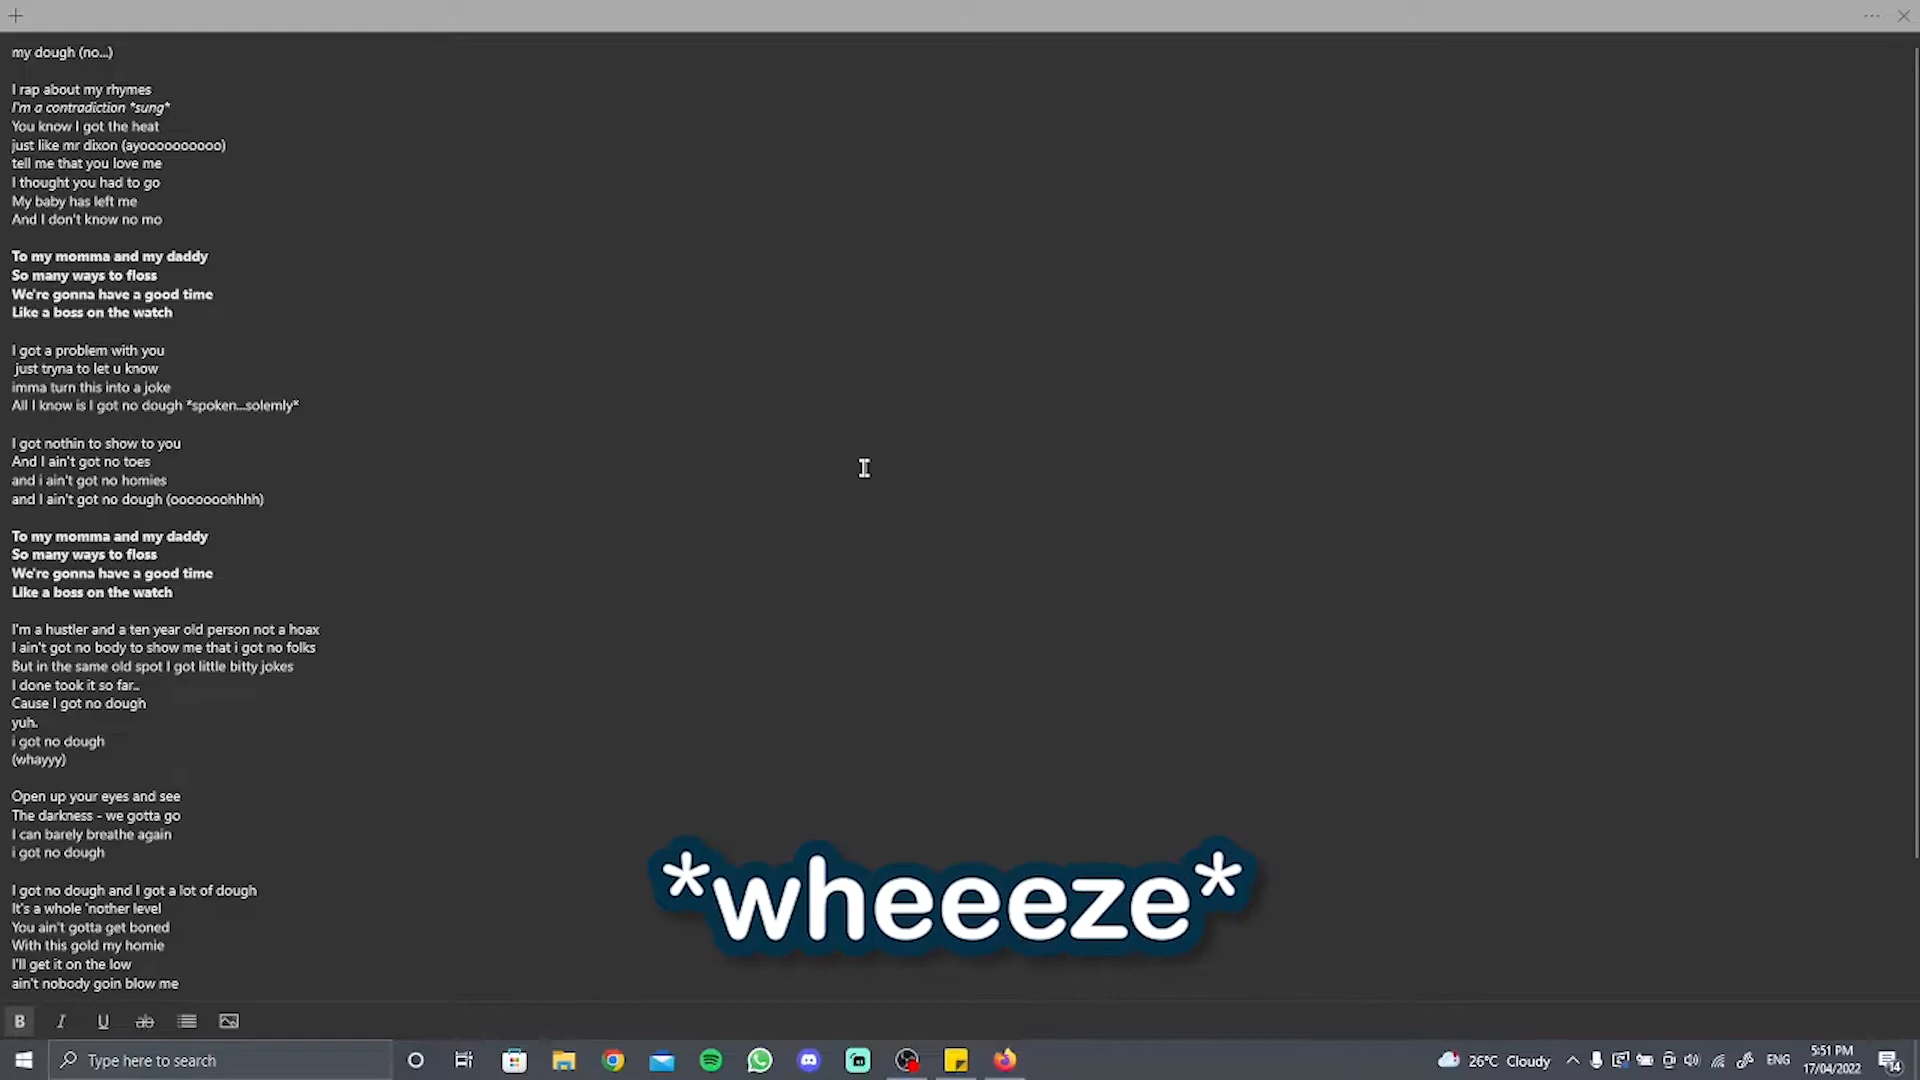 my dough (no...)
I rap about my rhymes
I'm a contradiction *sung*
You know I got the heat
just like mr dixon (ayoooooooooo)
tell me that you love me
I thought you had to go
My baby has left me
And I don't know no mo
To my momma and my daddy
So many ways to floss
We're gonna have a good time
Like a boss on the watch
I got a problem with you
just tryna to let u know
imma turn this into a joke
All I know is I got no dough *spoken...solemly*
I got nothin to show to you
And I ain't got no toes
and i ain't got no homies
and I ain't got no dough (ooooooohhhh)
To my momma and my daddy
So many ways to floss
We're gonna have a good time
Like a boss on the watch
I'm a hustler and a ten year old person not a hoax
I ain't got no body to show me that i got no folks
But in the same old spot I got little bitty jokes
I done took it so far...
Cause I got no dough
yuh.
i got no dough
(whayyy)
Open up your eyes and see
The darkness - we gotta go
I can barely breathe again
i got no dough
I got no dough and I got a lot of dough
It's a whole 'nother level
You ain't gotta get boned
With this gold my homie
I'll get it on the low
ain't nobody goin blow me
*wheeeze*
B I U ab
Type here to search
26°C Cloudy
ENG
5:51 PM
17/04/2022
14